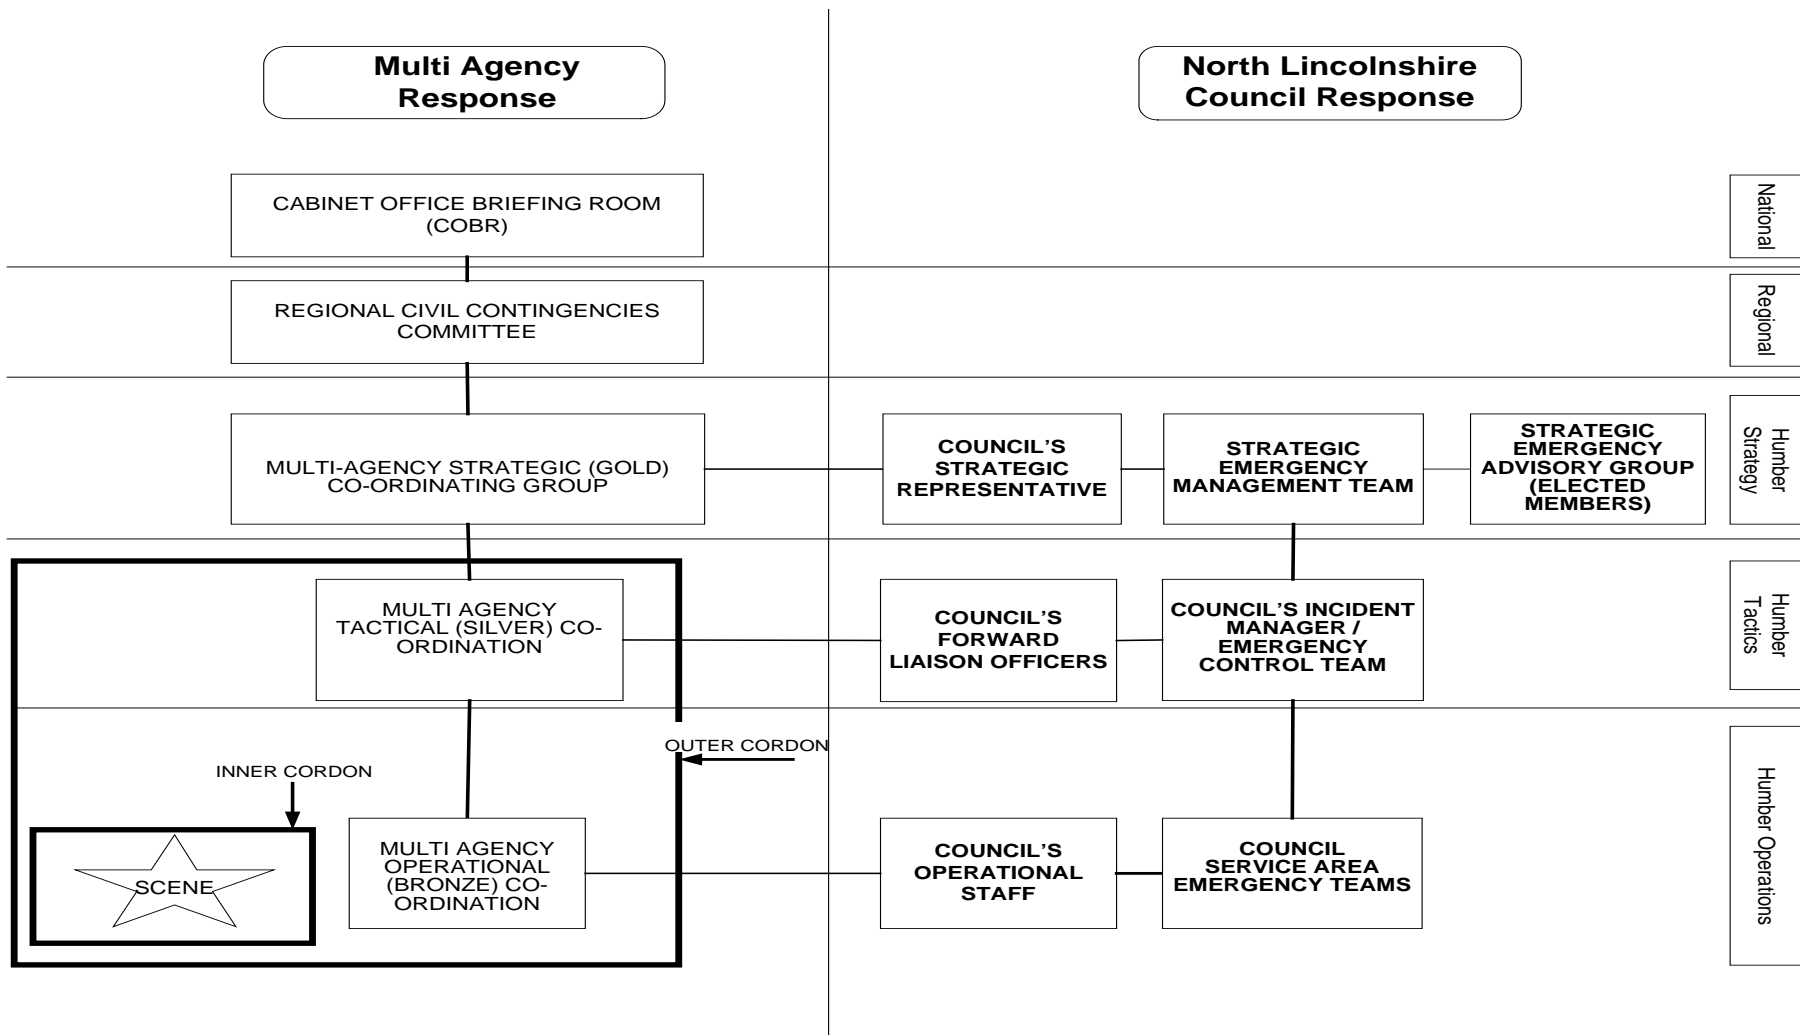 Multi Agency
Response
North Lincolnshire
Council Response
CABINET OFFICE BRIEFING ROOM
(COBR)
National
REGIONAL CIVIL CONTINGENCIES
COMMITTEE
Regional
MULTI-AGENCY STRATEGIC (GOLD)
CO-ORDINATING GROUP
COUNCIL'S
STRATEGIC
REPRESENTATIVE
STRATEGIC
EMERGENCY
MANAGEMENT TEAM
STRATEGIC
EMERGENCY
ADVISORY GROUP
(ELECTED
MEMBERS)
Humber
Strategy
MULTI AGENCY
TACTICAL (SILVER) CO-
ORDINATION
COUNCIL'S
FORWARD
LIAISON OFFICERS
COUNCIL'S INCIDENT
MANAGER /
EMERGENCY
CONTROL TEAM
Humber
Tactics
OUTER CORDON
INNER CORDON
SCENE
MULTI AGENCY
OPERATIONAL
(BRONZE) CO-
ORDINATION
COUNCIL'S
OPERATIONAL
STAFF
COUNCIL
SERVICE AREA
EMERGENCY TEAMS
Humber Operations